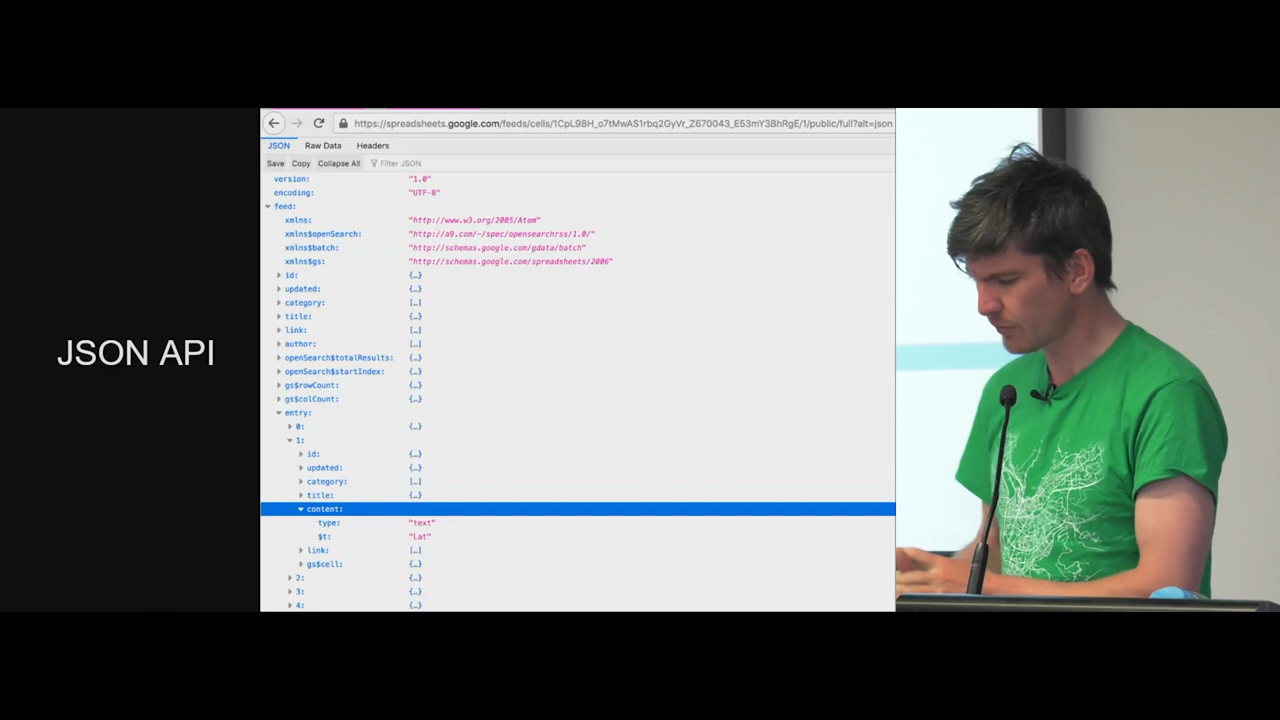 JSON API
https://spreadsheets.google.com/feeds/cells/1CpL98H_o7tMwAS1rbq2GyVr_Z670043_E53mY3BhRgE/1/public/full?alt=json
JSON Raw Data Headers
Save Copy Collapse All Filter JSON
version: "1.0"
encoding: "UTF-8"
feed:
xmlns: "http://www.w3.org/2005/Atom"
xmlns$openSearch: "http://a9.com/-/spec/opensearchrss/1.0/"
xmlns$batch: "http://schemas.google.com/gdata/batch"
xmlns$gs: "http://schemas.google.com/spreadsheets/2006"
id: {…}
updated: {…}
category: […]
title: {…}
link: […]
author: […]
openSearch$totalResults: {…}
openSearch$startIndex: {…}
gs$rowCount: {…}
gs$colCount: {…}
entry:
0: {…}
1:
id: {…}
updated: {…}
category: […]
title: {…}
content:
type: "text"
$t: "Lat"
link: […]
gs$cell: {…}
2: {…}
3: {…}
4: {…}